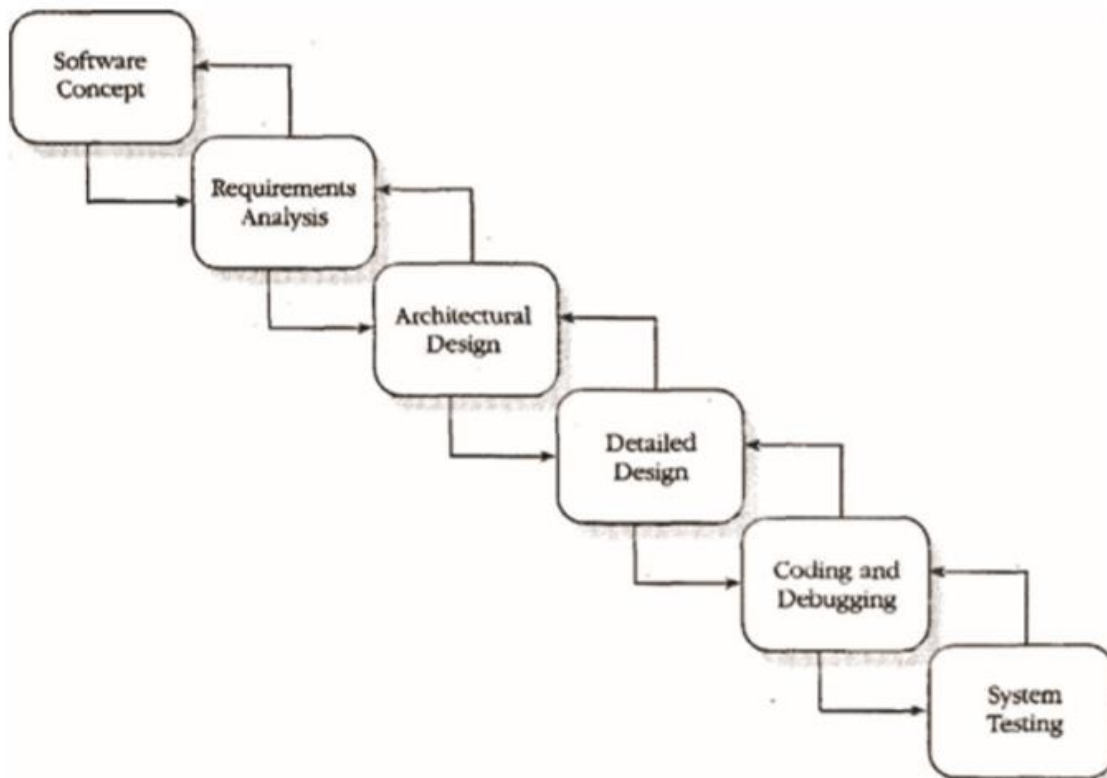 Software
Concept
Requirements
Analysis
Architectural
Design
Detailed
Design
Coding and
Debugging
System
Testing